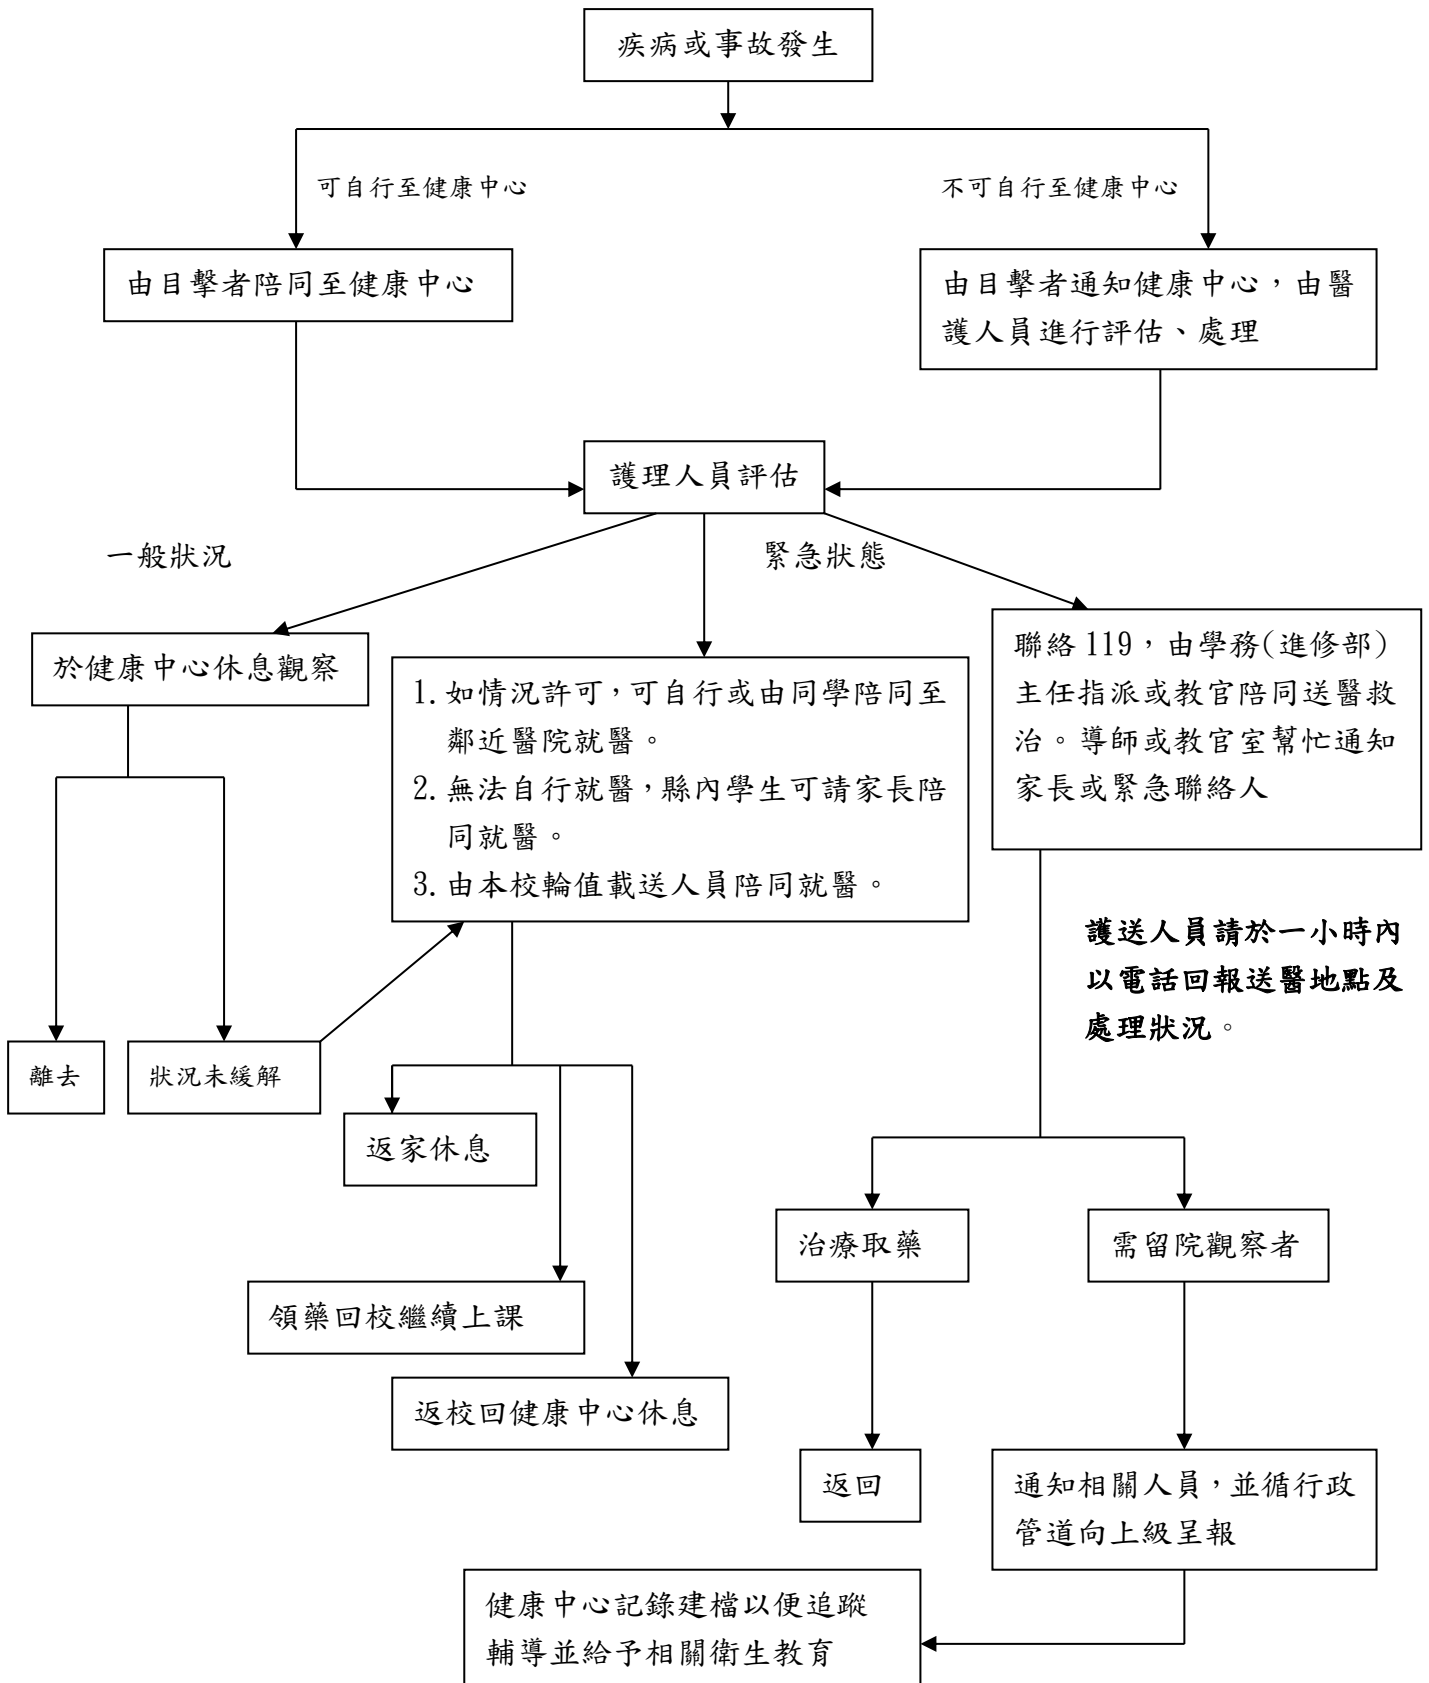 疾病或事故發生
可自行至健康中心
不可自行至健康中心
由目擊者陪同至健康中心
由目擊者通知健康中心，由醫
護人員進行評估、處理
護理人員評估
一般狀況
緊急狀態
於健康中心休息觀察
1.如情況許可，可自行或由同學陪同至
鄰近醫院就醫。
2.無法自行就醫，縣內學生可請家長陪
同就醫。
3.由本校輪值載送人員陪同就醫。
聯絡 119，由學務(進修部)
主任指派或教官陪同送醫救
治。導師或教官室幫忙通知
家長或緊急聯絡人
護送人員請於一小時內
以電話回報送醫地點及
處理狀況。
離去
狀況未緩解
返家休息
治療取藥
需留院觀察者
領藥回校繼續上課
返校回健康中心休息
返回
通知相關人員，並循行政
管道向上級呈報
健康中心記錄建檔以便追蹤
輔導並給予相關衛生教育